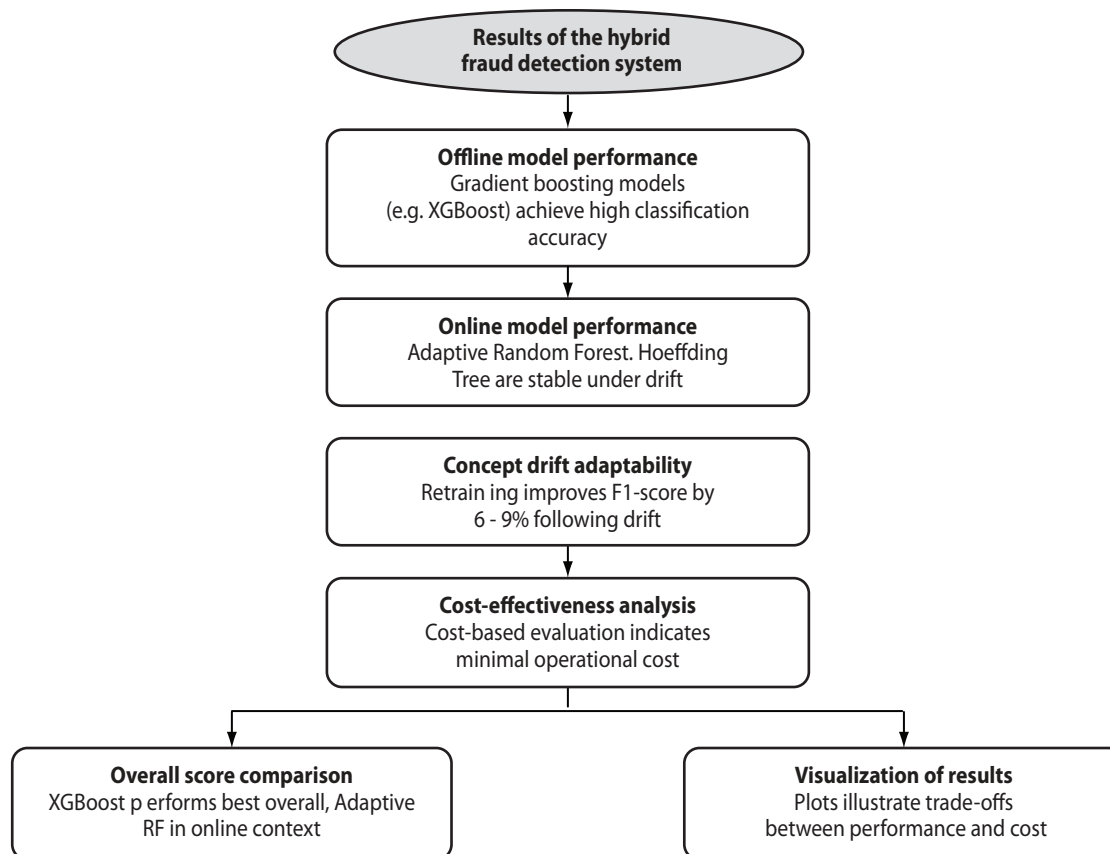 Results of the hybrid
fraud detection system
Offline model performance
Gradient boosting models
(e.g. XGBoost) achieve high classification
accuracy
Online model performance
Adaptive Random Forest. Hoeffding
Tree are stable under drift
Concept drift adaptability
Retrain ing improves F1-score by
6 - 9% following drift
Cost-effectiveness analysis
Cost-based evaluation indicates
minimal operational cost
Overall score comparison
XGBoost p erforms best overall, Adaptive
RF in online context
Visualization of results
Plots illustrate trade-offs
between performance and cost